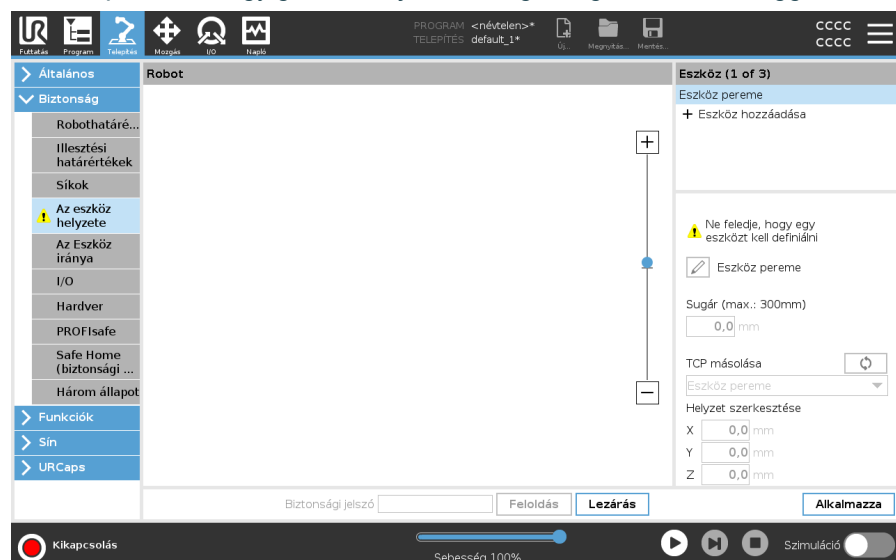 PROGRAM <névtelen>*
TELEPÍTÉS default_1*
Futtatás Program Telepítés Mozgás I/O Napló
Új... Megnyitás... Mentés...
cccc
cccc
Általános
Biztonság
Robothatáré...
Illesztési
határértékek
Síkok
Az eszköz
helyzete
Az Eszköz
iránya
I/O
Hardver
PROFIsafe
Safe Home
(biztonsági ...
Három állapot
Funkciók
Sín
URCaps
Robot
Eszköz (1 of 3)
Eszköz pereme
+ Eszköz hozzáadása
Ne feledje, hogy egy
eszközt kell definiálni
Eszköz pereme
Sugár (max.: 300mm)
0,0 mm
TCP másolása
Eszköz pereme
Helyzet szerkesztése
X 0,0 mm
Y 0,0 mm
Z 0,0 mm
Biztonsági jelszó Feloldás Lezárás Alkalmazza
Kikapcsolás
Sebesség 100%
Szimuláció